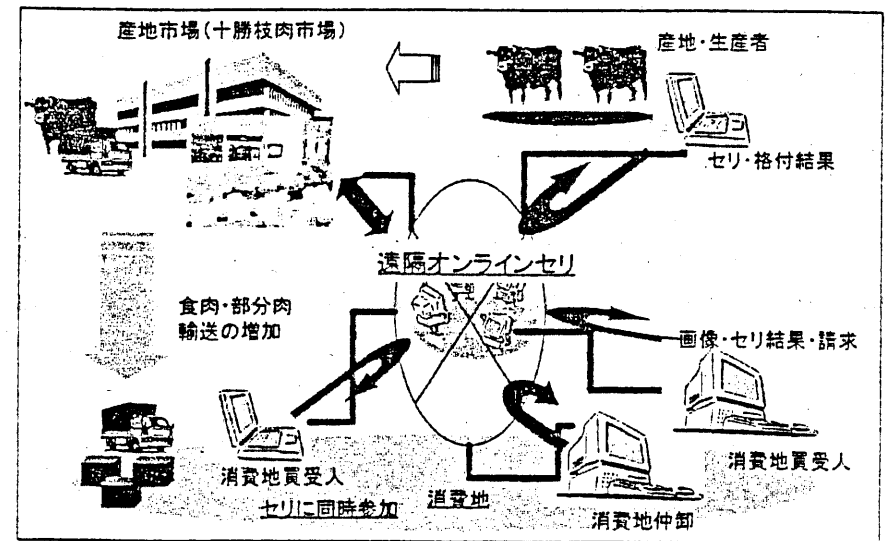 産地市場(十勝枝肉市場)
産地・生産者
セリ・格付結果
遠隔オンラインセリ
食肉・部分肉
輸送の増加
画像・セリ結果・請求
消費地買受人
消費地買受人
セリに同時参加
消費地
消費地仲卸